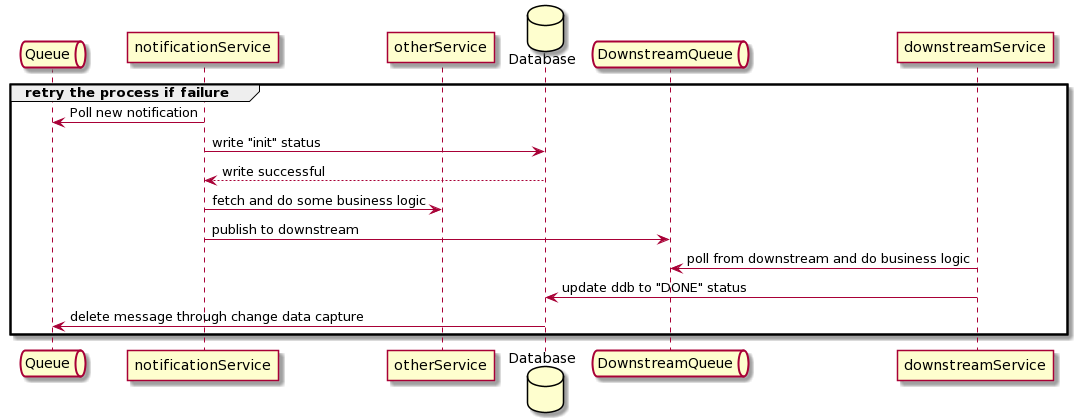 Queue
notificationService
otherService
Database
DownstreamQueue
downstreamService
retry the process if failure
Poll new notification
write "init" status
write successful
fetch and do some business logic
publish to downstream
poll from downstream and do business logic
update ddb to "DONE" status
delete message through change data capture
Queue
notificationService
otherService
Database
DownstreamQueue
downstreamService